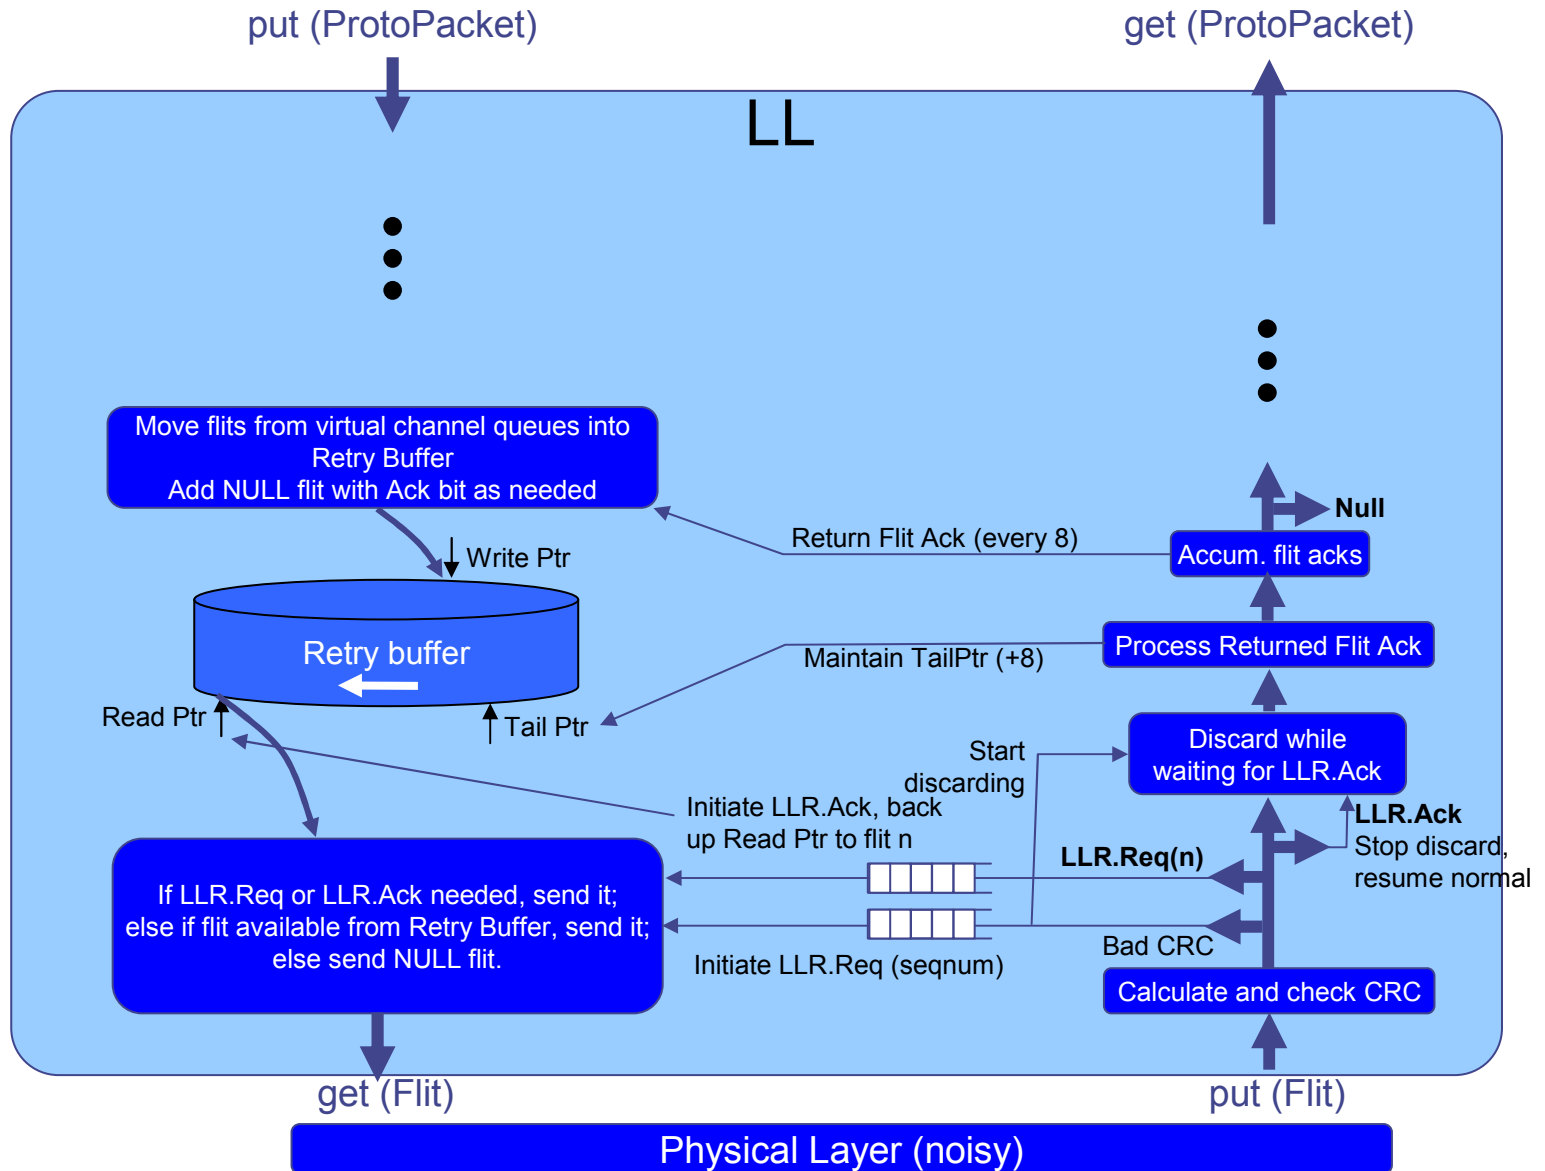 put (ProtoPacket)
get (ProtoPacket)
LL
Move flits from virtual channel queues into
Retry Buffer
Add NULL flit with Ack bit as needed
Null
Return Flit Ack (every 8)
Accum. flit acks
Write Ptr
Retry buffer
Process Returned Flit Ack
Maintain TailPtr (+8)
Read Ptr
Tail Ptr
Discard while
waiting for LLR.Ack
Start
discarding
Initiate LLR.Ack, back
up Read Ptr to flit n
LLR.Ack
Stop discard,
resume normal
LLR.Req(n)
If LLR.Req or LLR.Ack needed, send it;
else if flit available from Retry Buffer, send it;
else send NULL flit.
Bad CRC
Initiate LLR.Req (seqnum)
Calculate and check CRC
get (Flit)
put (Flit)
Physical Layer (noisy)